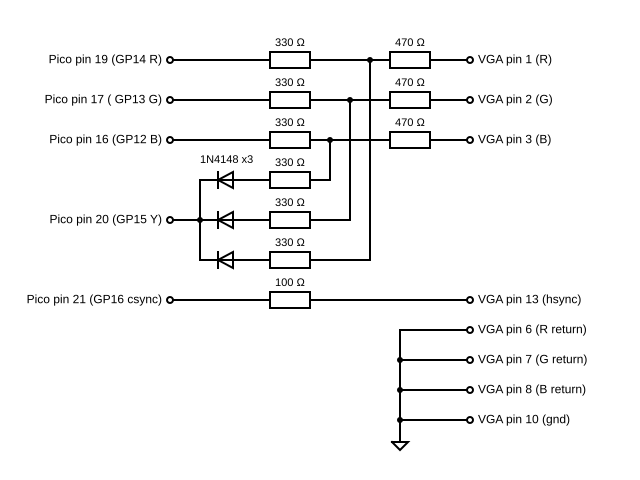 330 Ω 470 Ω
Pico pin 19 (GP14 R) VGA pin 1 (R)
330 Ω 470 Ω
Pico pin 17 ( GP13 G) VGA pin 2 (G)
330 Ω 470 Ω
Pico pin 16 (GP12 B) VGA pin 3 (B)
1N4148 x3 330 Ω
330 Ω
Pico pin 20 (GP15 Y)
330 Ω
100 Ω
Pico pin 21 (GP16 csync) VGA pin 13 (hsync)
VGA pin 6 (R return)
VGA pin 7 (G return)
VGA pin 8 (B return)
VGA pin 10 (gnd)